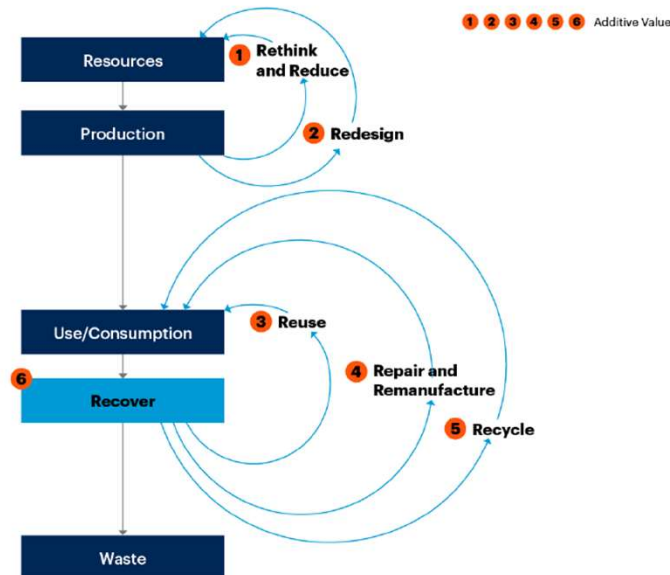 1 2 3 4 5 6 Additive Value
Resources
1 Rethink
and Reduce
Production
2 Redesign
Use/Consumption
3 Reuse
6
Recover
4 Repair and
Remanufacture
5 Recycle
Waste